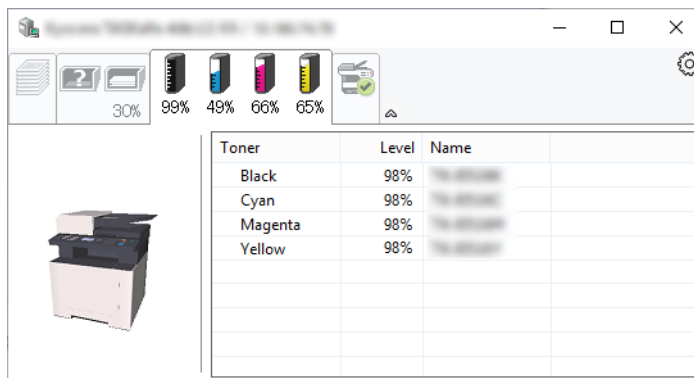 ?
30% 99% 49% 66% 65%
Toner Level Name
Black 98%
Cyan 98%
Magenta 98%
Yellow 98%